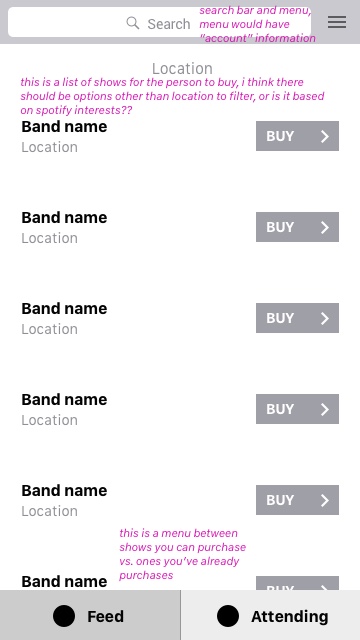 search bar and menu,
menu would have
"account" information
Search
Location
this is a list of shows for the person to buy, i think there
should be options other than location to filter, or is it based
on spotify interests??
Band name
BUY
Location
Band name
BUY
Location
Band name
BUY
Location
Band name
BUY
Location
Band name
BUY
Location
this is a menu between
shows you can purchase
vs. ones you've already
purchases
Band name
BUY
Feed
Attending